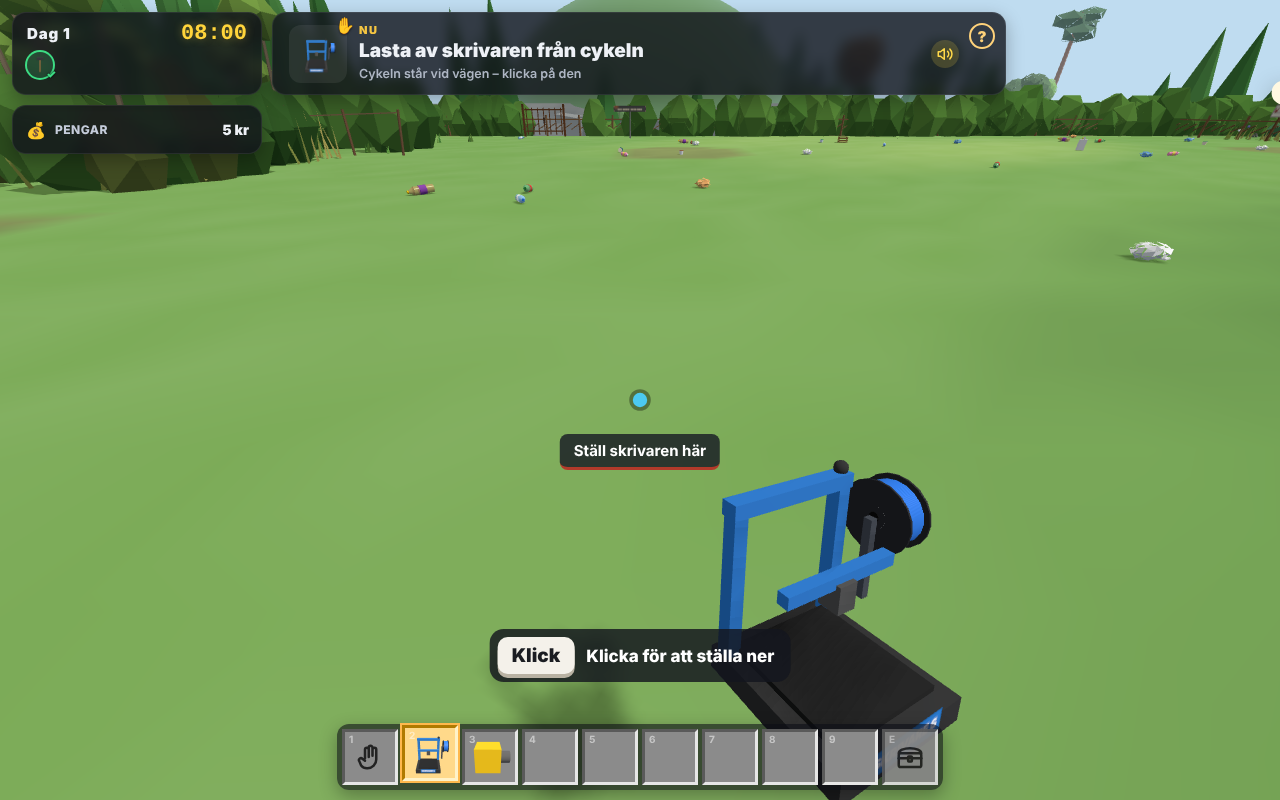 Dag 1
08:00
PENGAR
5 kr
NU
Lasta av skrivaren från cykeln
Cykeln står vid vägen – klicka på den
?
Ställ skrivaren här
Klick
Klicka för att ställa ner
1
2
3
4
5
6
7
8
9
E